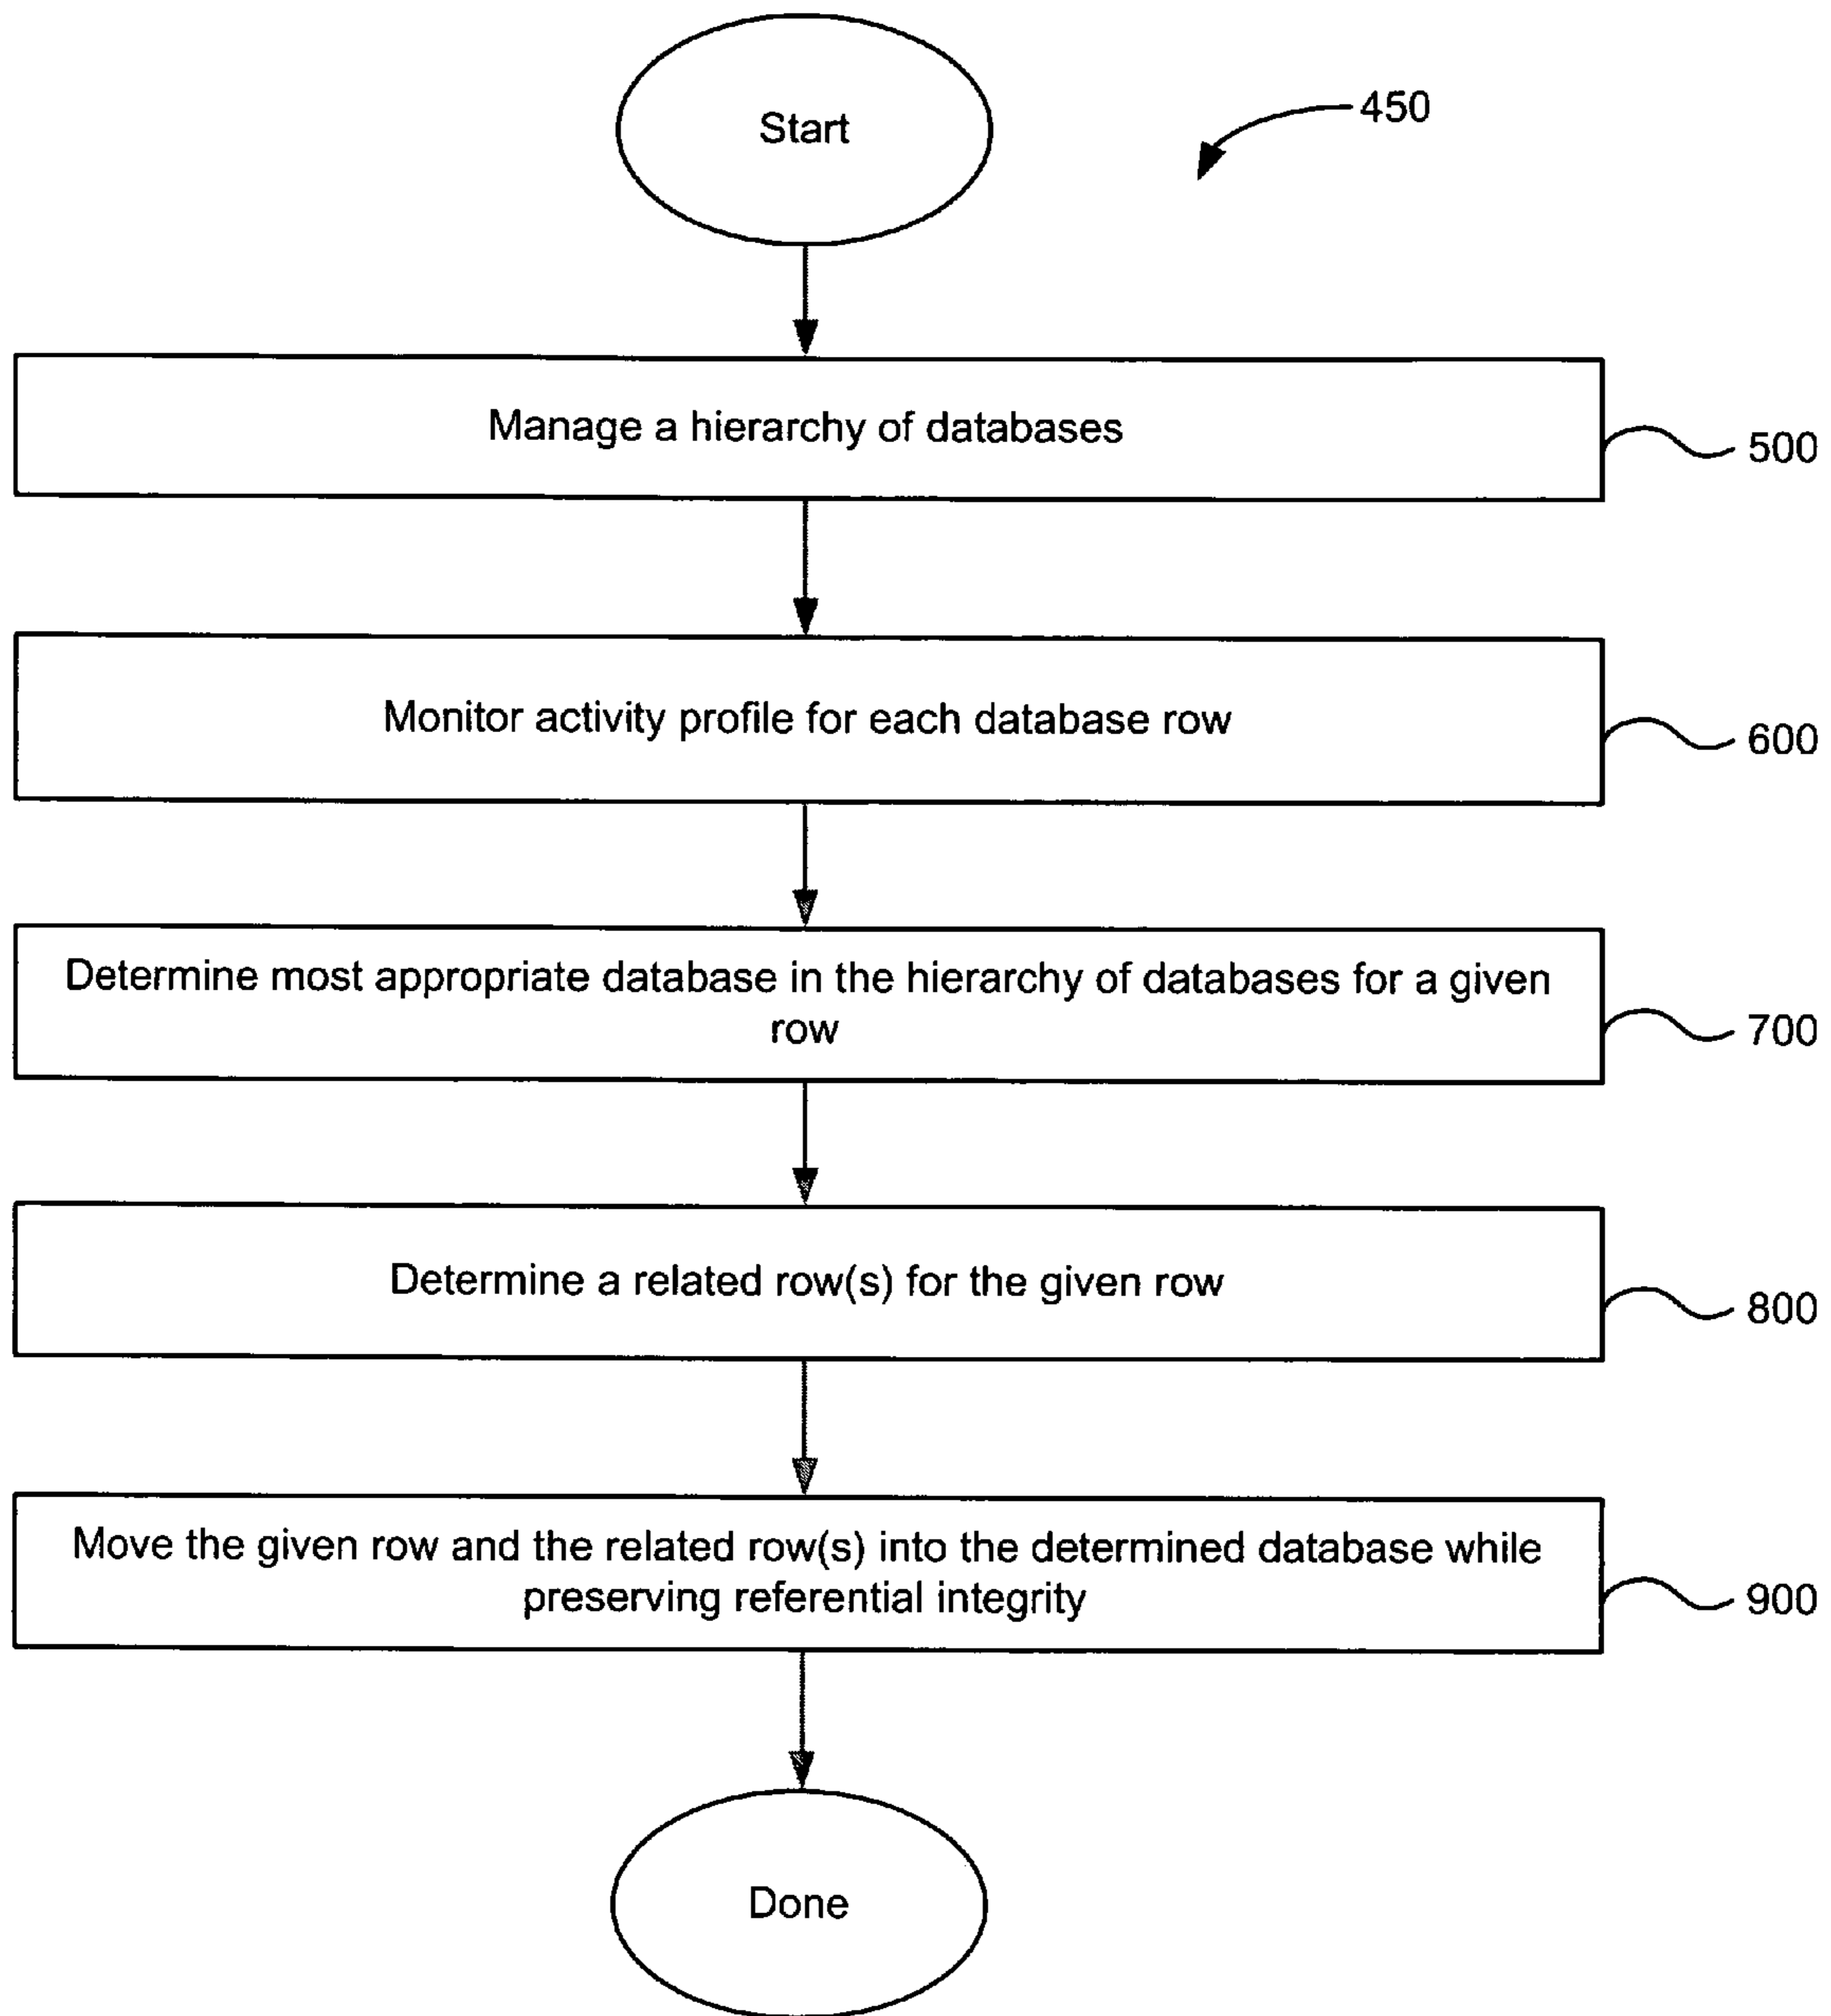 Start
450
Manage a hierarchy of databases
500
Monitor activity profile for each database row
600
Determine most appropriate database in the hierarchy of databases for a given
row
700
Determine a related row(s) for the given row
800
Move the given row and the related row(s) into the determined database while
preserving referential integrity
900
Done